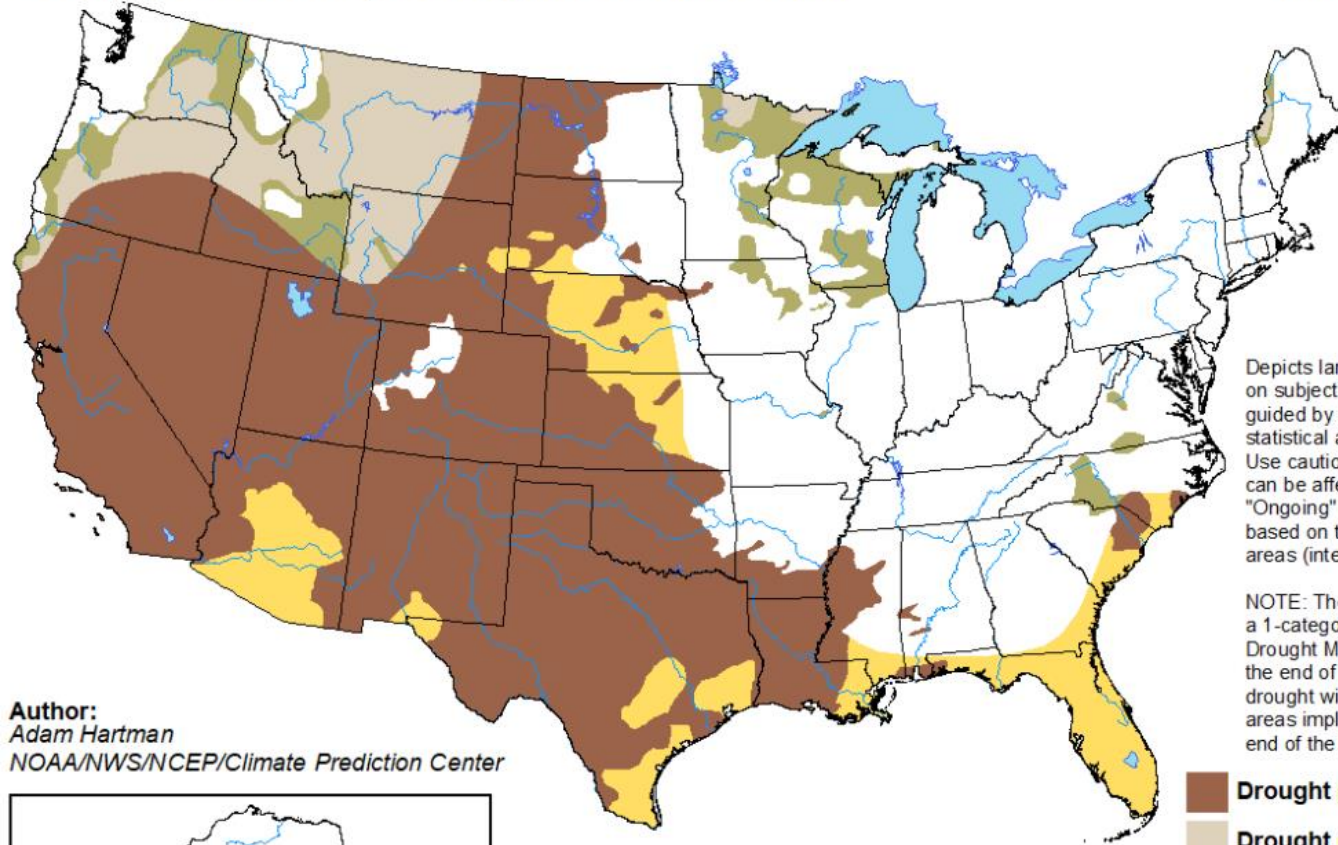 Depicts lar
on subject
guided by
statistical a
Use cautio
can be affe
"Ongoing"
based on t
areas (inte
NOTE: Th
a 1-catego
Drought M
the end of
drought wi
areas impl
end of the
Author:
Adam Hartman
NOAA/NWS/NCEP/Climate Prediction Center
Drought
Drought